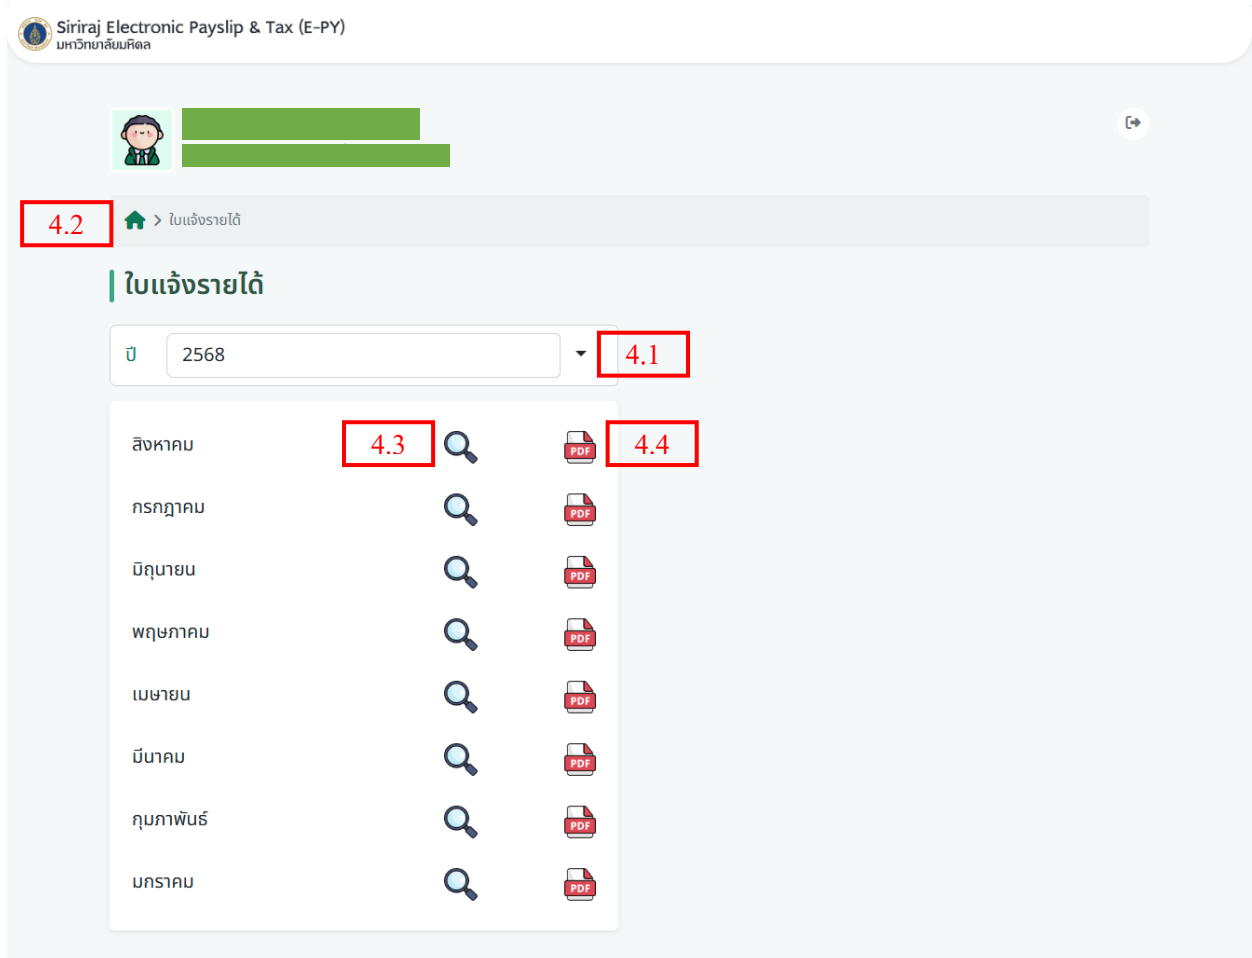 Siriraj Electronic Payslip & Tax (E-PY)
มหาวิทยาลัยมหิดล
4.2
ใบแจ้งรายได้
ใบแจ้งรายได้
ปี 2568 4.1
สิงหาคม 4.3 PDF 4.4
กรกฎาคม PDF
มิถุนายน PDF
พฤษภาคม PDF
เมษายน PDF
มีนาคม PDF
กุมภาพันธ์ PDF
มกราคม PDF